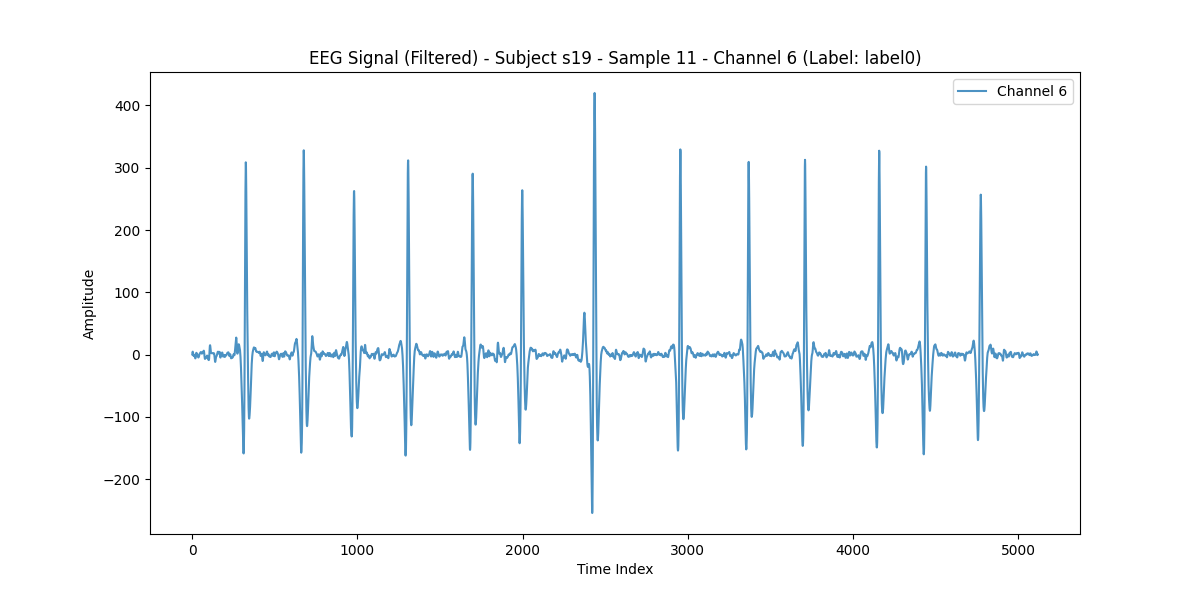 EEG Signal (Filtered) - Subject s19 - Sample 11 - Channel 6 (Label: label0)
Channel 6
400
300
200
100
0
−100
−200
Amplitude
0 1000 2000 3000 4000 5000
Time Index